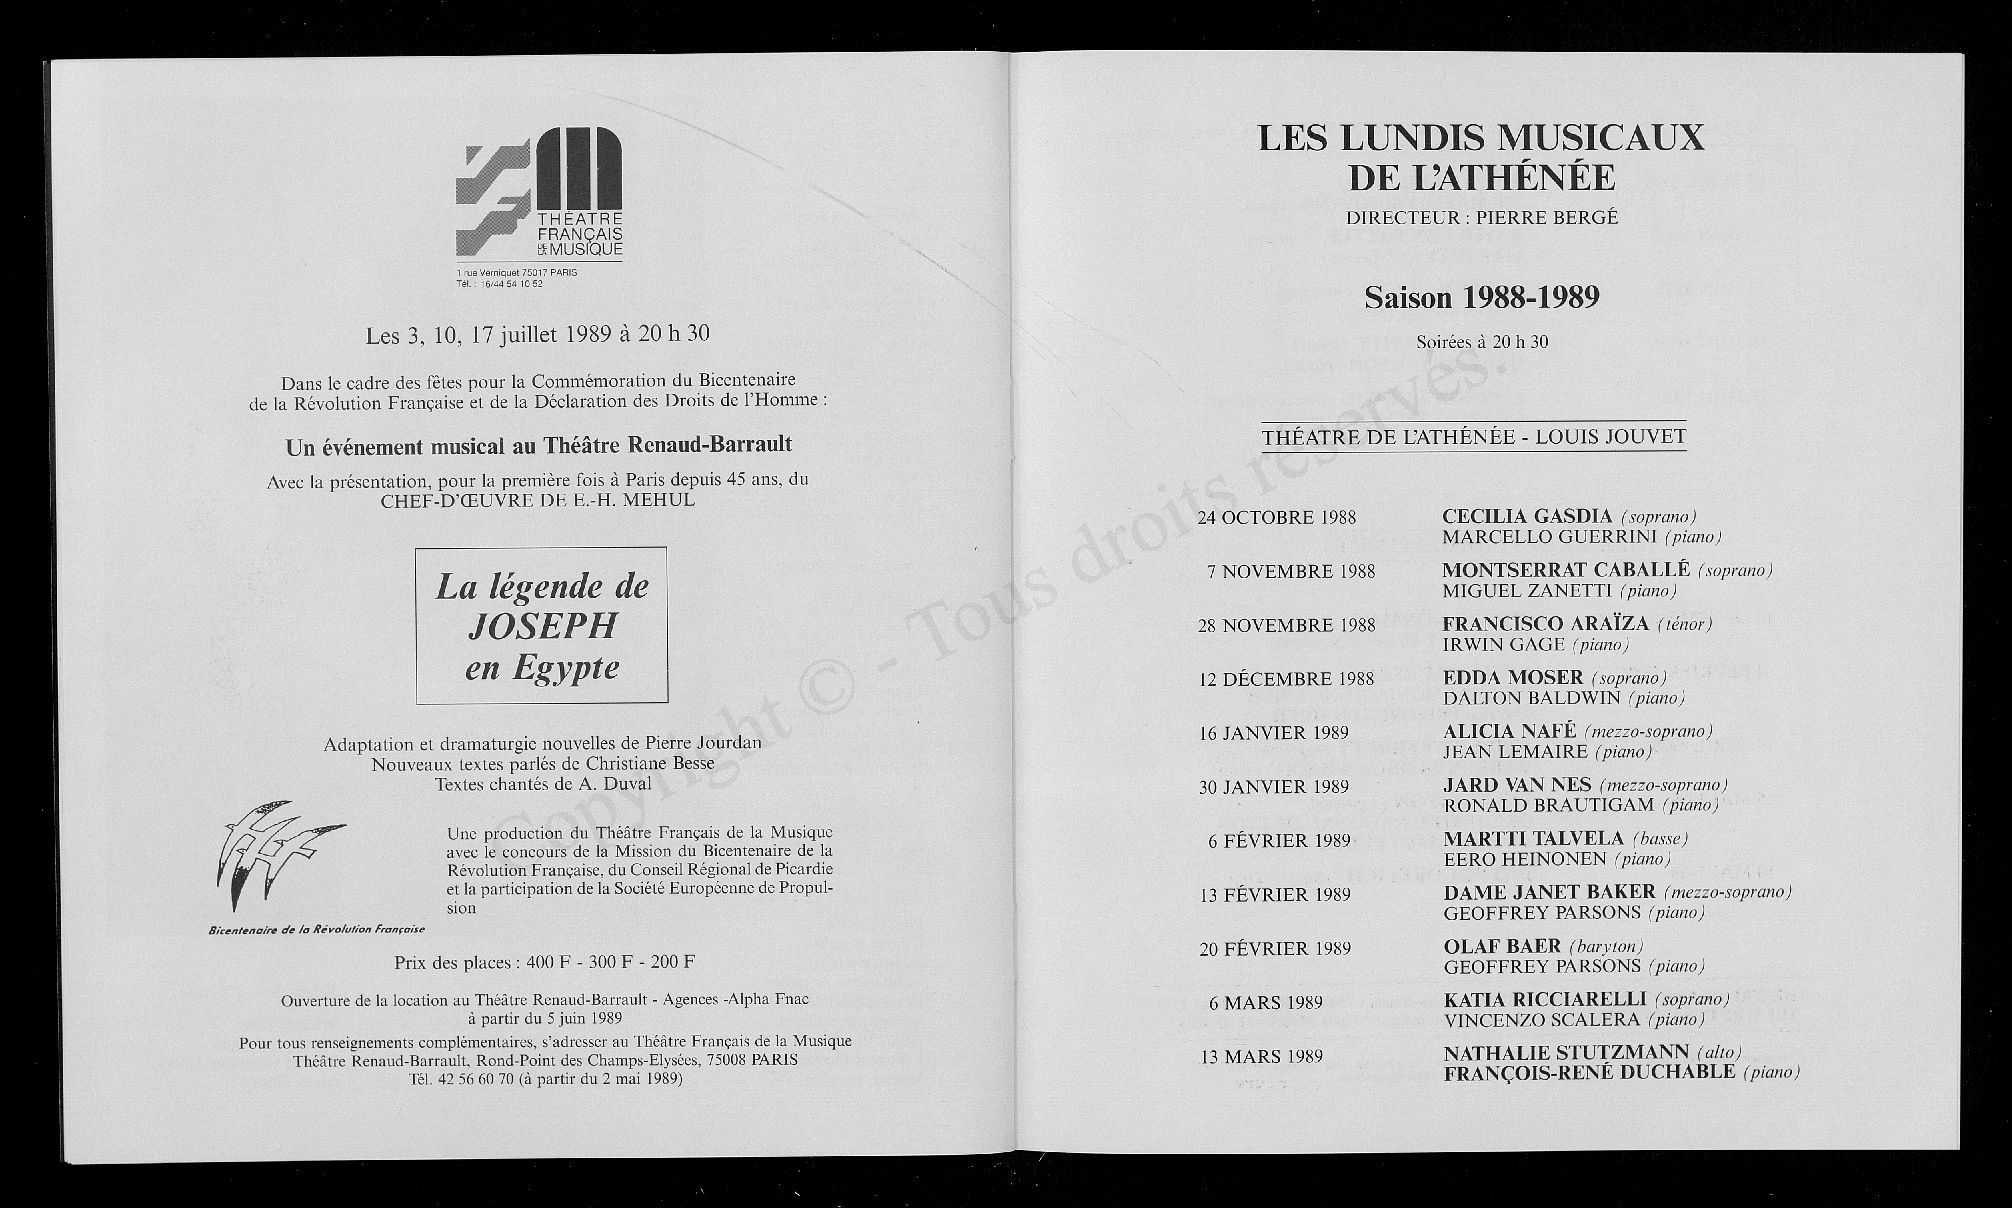 THÉATRE
FRANÇAIS
DE LA MUSIQUE
1 rue Verniquet 75017 PARIS
Tél. : 16/44 54 10 52
Les 3, 10, 17 juillet 1989 à 20 h 30
Dans le cadre des fêtes pour la Commémoration du Bicentenaire
de la Révolution Française et de la Déclaration des Droits de l'Homme :
Un événement musical au Théâtre Renaud-Barrault
Avec la présentation, pour la première fois à Paris depuis 45 ans, du
CHEF-D'ŒUVRE DE E.-H. MEHUL
La légende de
JOSEPH
en Egypte
Adaptation et dramaturgie nouvelles de Pierre Jourdan
Nouveaux textes parlés de Christiane Besse
Textes chantés de A. Duval
Une production du Théâtre Français de la Musique
avec le concours de la Mission du Bicentenaire de la
Révolution Française, du Conseil Régional de Picardie
et la participation de la Société Européenne de Propul-
sion
Bicentenaire de la Révolution Française
Prix des places : 400 F - 300 F - 200 F
Ouverture de la location au Théâtre Renaud-Barrault - Agences -Alpha Fnac
à partir du 5 juin 1989
Pour tous renseignements complémentaires, s'adresser au Théâtre Français de la Musique
Théâtre Renaud-Barrault, Rond-Point des Champs-Elysées, 75008 PARIS
Tél. 42 56 60 70 (à partir du 2 mai 1989)
LES LUNDIS MUSICAUX
DE L'ATHÉNÉE
DIRECTEUR : PIERRE BERGÉ
Saison 1988-1989
Soirées à 20 h 30
THÉATRE DE L'ATHÉNÉE - LOUIS JOUVET
24 OCTOBRE 1988 CECILIA GASDIA (soprano)
MARCELLO GUERRINI (piano)
7 NOVEMBRE 1988 MONTSERRAT CABALLÉ (soprano)
MIGUEL ZANETTI (piano)
28 NOVEMBRE 1988 FRANCISCO ARAÏZA (ténor)
IRWIN GAGE (piano)
12 DÉCEMBRE 1988 EDDA MOSER (soprano)
DALTON BALDWIN (piano)
16 JANVIER 1989 ALICIA NAFÉ (mezzo-soprano)
JEAN LEMAIRE (piano)
30 JANVIER 1989 JARD VAN NES (mezzo-soprano)
RONALD BRAUTIGAM (piano)
6 FÉVRIER 1989 MARTTI TALVELA (basse)
EERO HEINONEN (piano)
13 FÉVRIER 1989 DAME JANET BAKER (mezzo-soprano)
GEOFFREY PARSONS (piano)
20 FÉVRIER 1989 OLAF BAER (baryton)
GEOFFREY PARSONS (piano)
6 MARS 1989 KATIA RICCIARELLI (soprano)
VINCENZO SCALERA (piano)
13 MARS 1989 NATHALIE STUTZMANN (alto)
FRANÇOIS-RENÉ DUCHABLE (piano)
Copyright © - Tous droits réservés.